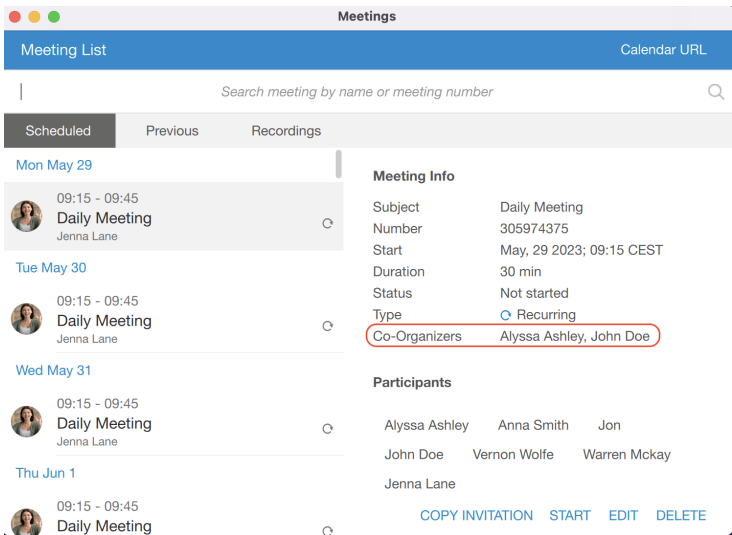 Meetings
Meeting List
Calendar URL
Search meeting by name or meeting number
Scheduled Previous Recordings
Mon May 29
09:15 - 09:45
Daily Meeting
Jenna Lane
Tue May 30
09:15 - 09:45
Daily Meeting
Jenna Lane
Wed May 31
09:15 - 09:45
Daily Meeting
Jenna Lane
Thu Jun 1
09:15 - 09:45
Daily Meeting
Meeting Info
Subject Daily Meeting
Number 305974375
Start May, 29 2023; 09:15 CEST
Duration 30 min
Status Not started
Type Recurring
Co-Organizers Alyssa Ashley, John Doe
Participants
Alyssa Ashley Anna Smith Jon
John Doe Vernon Wolfe Warren Mckay
Jenna Lane
COPY INVITATION START EDIT DELETE